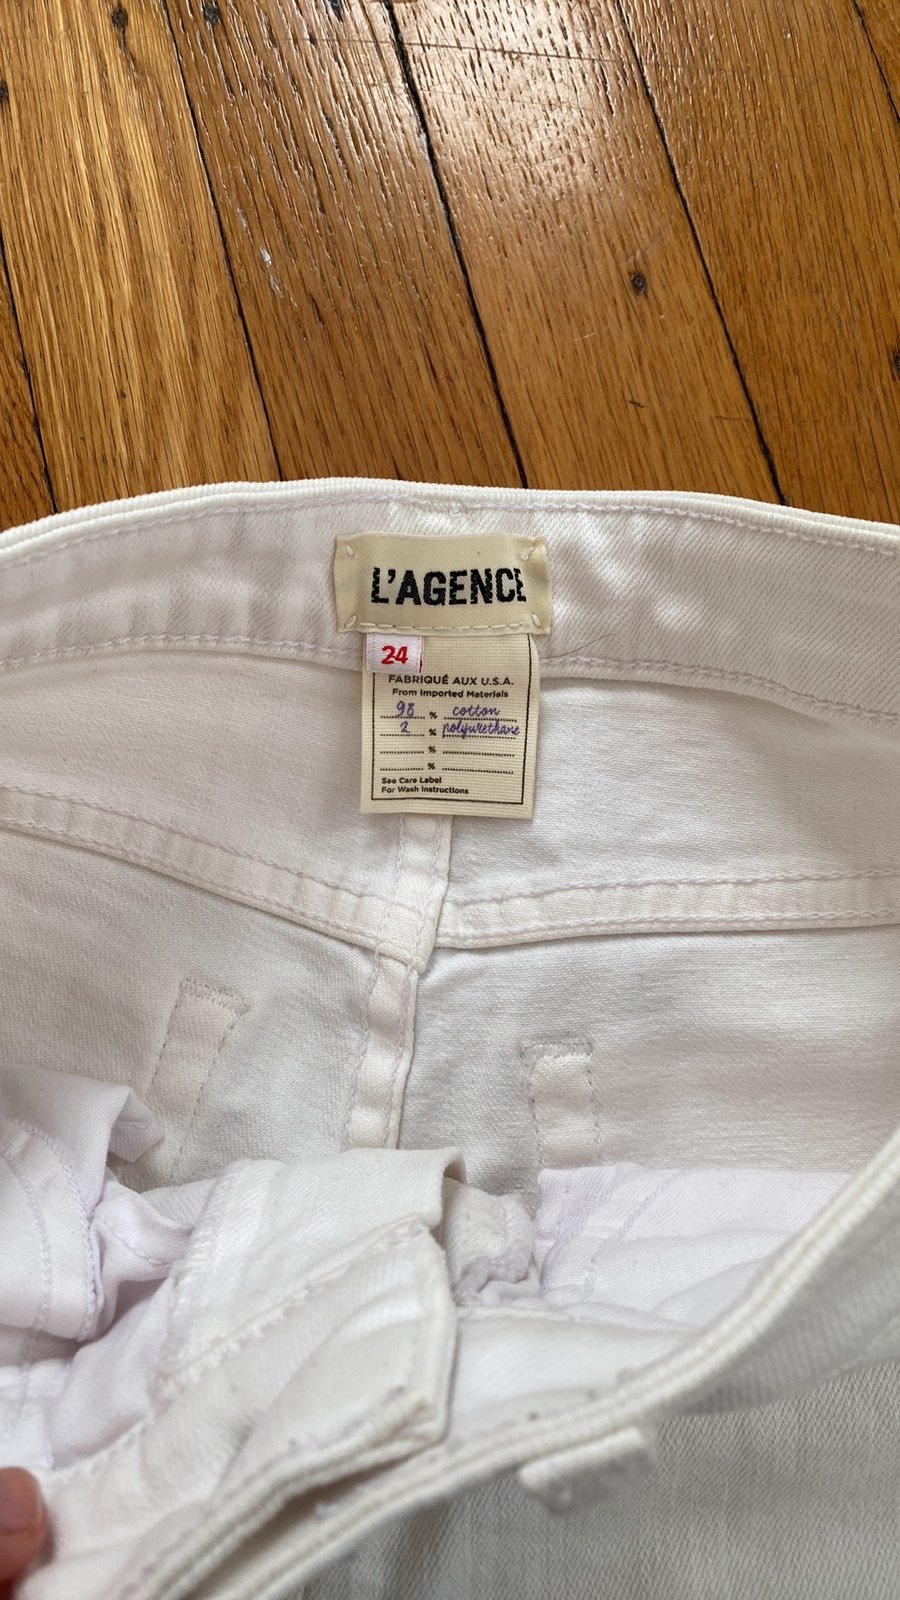 L'AGENCE
24
FABRIQUÉ AUX U.S.A.
From Imported Materials
98 % cotton
2 % polyurethane
%
%
See Care Label
For Wash Instructions